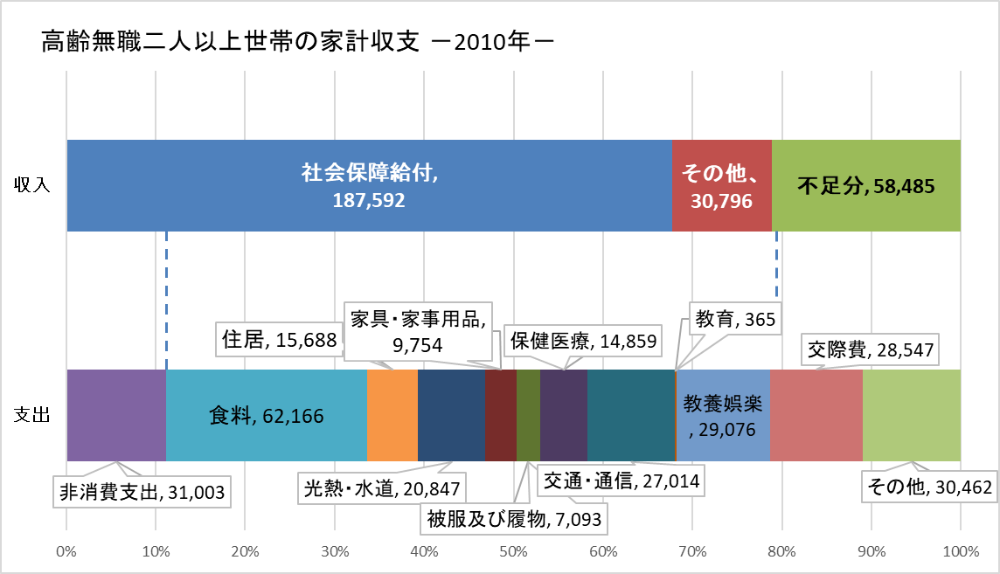 高齢無職二人以上世帯の家計収支 －2010年－
収入
社会保障給付,
187,592
その他、
30,796
不足分, 58,485
家具・家事用品,
9,754
教育, 365
住居, 15,688
保健医療, 14,859
交際費, 28,547
支出
食料, 62,166
教養娯楽
, 29,076
非消費支出, 31,003
光熱・水道, 20,847
交通・通信, 27,014
その他, 30,462
被服及び履物, 7,093
0%
10%
20%
30%
40%
50%
60%
70%
80%
90%
100%